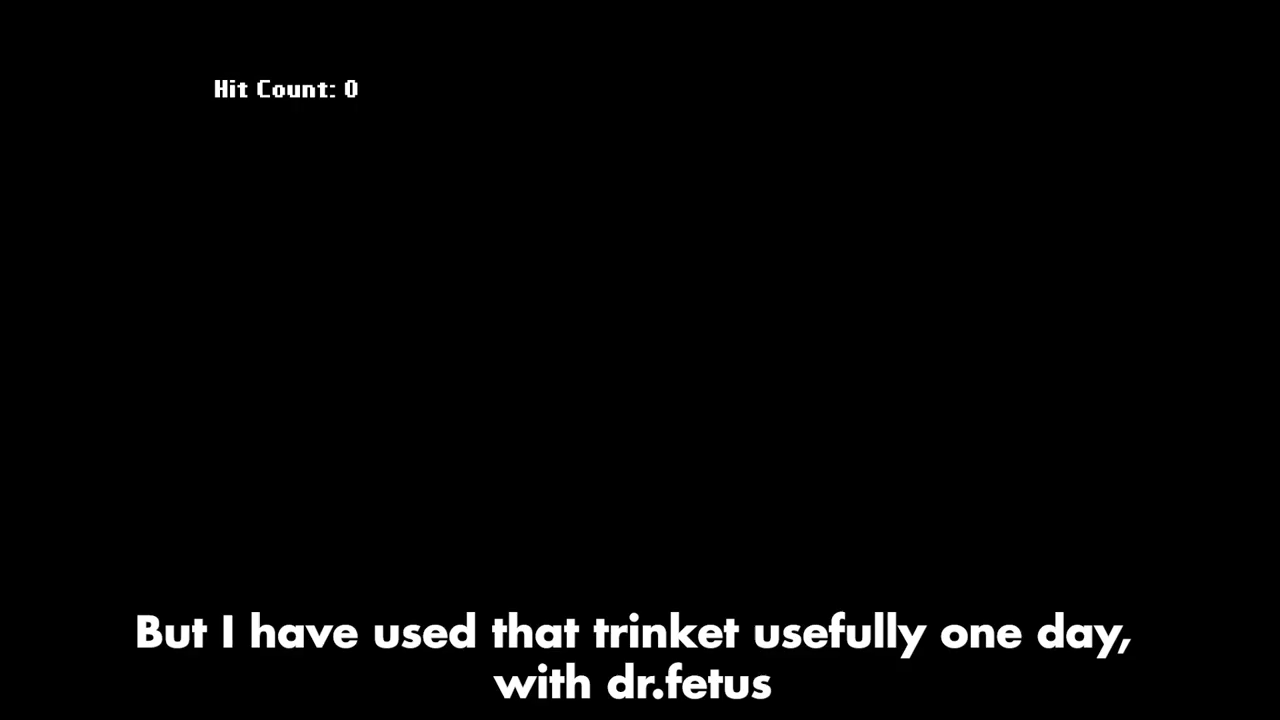 Hit Count: 0
But I have used that trinket usefully one day,
with dr.fetus